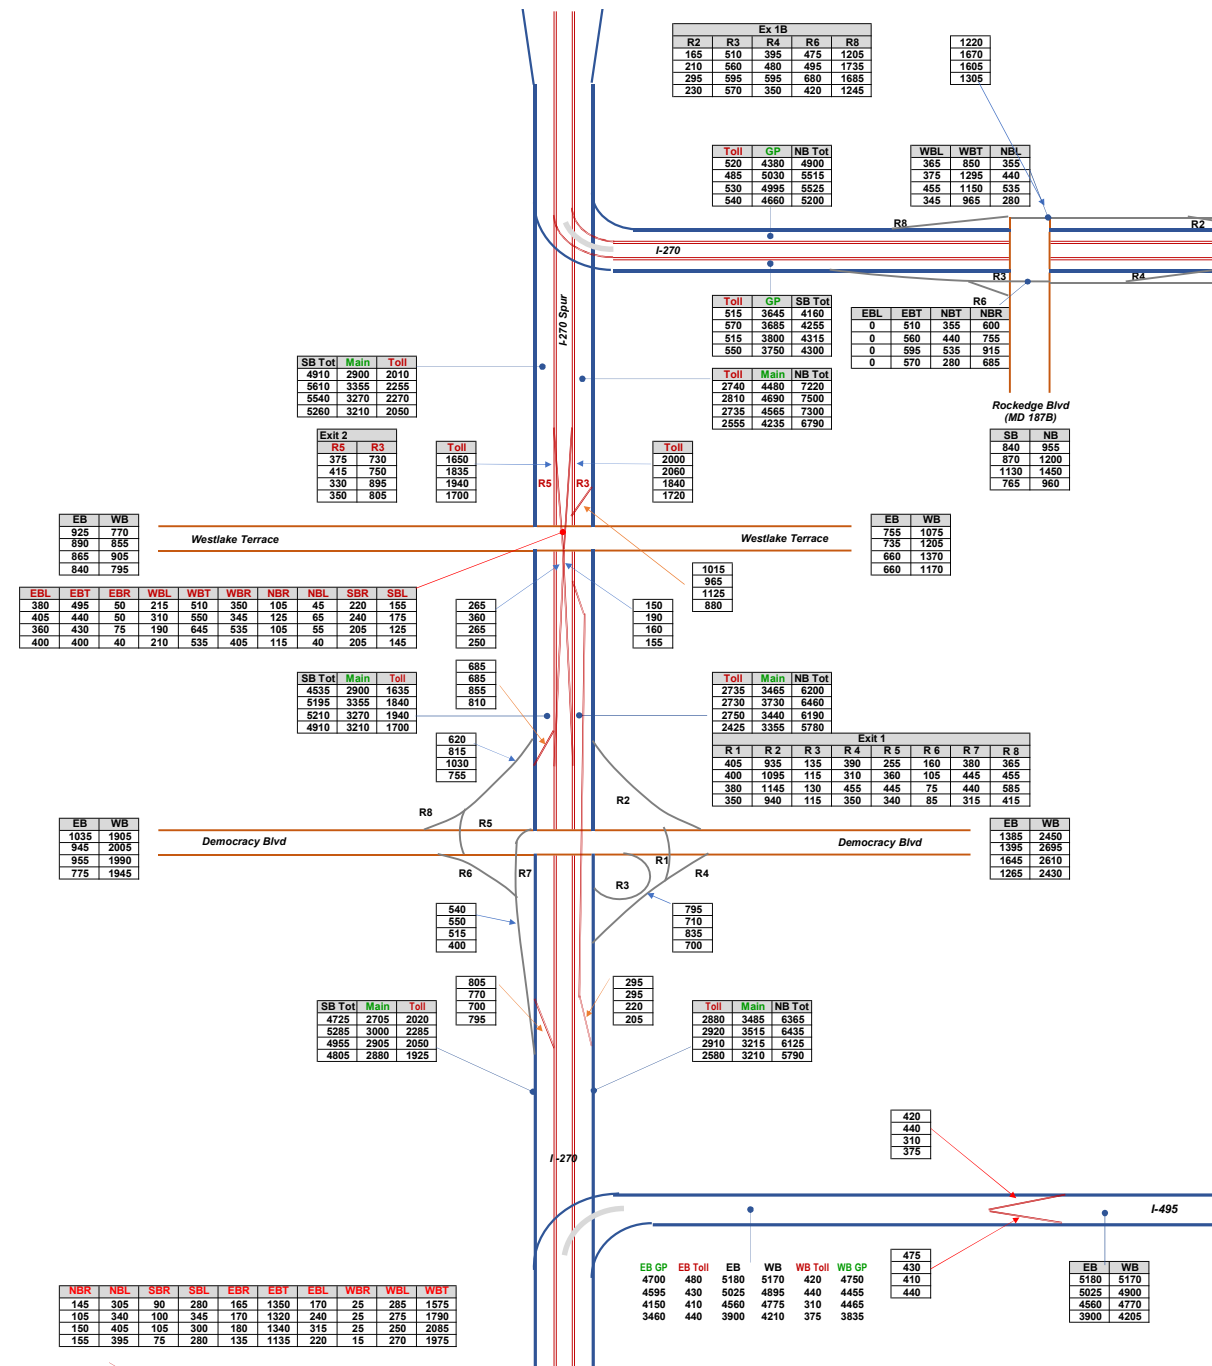 Ex 1B
R2 R3 R4 R6 R8
165 510 395 475 1205
210 560 480 495 1735
295 595 595 680 1685
230 570 350 420 1245
1220
1670
1605
1305
Toll GP NB Tot
520 4380 4900
485 5030 5515
530 4995 5525
540 4660 5200
WBL WBT NBL
365 850 355
375 1295 440
455 1150 535
345 965 280
R8
R2
I-270
R3
R4
R6
Toll GP SB Tot
515 3645 4160
570 3685 4255
515 3800 4315
550 3750 4300
EBL EBT NBT NBR
0 510 355 600
0 560 440 755
0 595 535 915
0 570 280 685
I-270 Spur
SB Tot Main Toll
4910 2900 2010
5610 3355 2255
5540 3270 2270
5260 3210 2050
Toll Main NB Tot
2740 4480 7220
2810 4690 7500
2735 4565 7300
2555 4235 6790
Rockedge Blvd
(MD 187B)
SB NB
840 955
870 1200
1130 1450
765 960
Exit 2
R5 R3
375 730
415 750
330 895
350 805
Toll
1650
1835
1940
1700
Toll
2000
2060
1840
1720
R5
R3
EB WB
925 770
890 855
865 905
840 795
Westlake Terrace
Westlake Terrace
EB WB
755 1075
735 1205
660 1370
660 1170
1015
965
1125
880
EBL EBT EBR WBL WBT WBR NBR NBL SBR SBL
380 495 50 215 510 350 105 45 220 155
405 440 50 310 550 345 125 65 240 175
360 430 75 190 645 535 105 55 205 125
400 400 40 210 535 405 115 40 205 145
265
360
265
250
150
190
160
155
685
685
855
810
SB Tot Main Toll
4535 2900 1635
5195 3355 1840
5210 3270 1940
4910 3210 1700
Toll Main NB Tot
2735 3465 6200
2730 3730 6460
2750 3440 6190
2425 3355 5780
Exit 1
R 1 R 2 R 3 R 4 R 5 R 6 R 7 R 8
405 935 135 390 255 160 380 365
400 1095 115 310 360 105 445 455
380 1145 130 455 445 75 440 585
350 940 115 350 340 85 315 415
620
815
1030
755
R2
R8
R5
EB WB
1035 1905
945 2005
955 1990
775 1945
Democracy Blvd
Democracy Blvd
EB WB
1385 2450
1395 2695
1645 2610
1265 2430
R6
R7
R3
R1
R4
540
550
515
400
795
710
835
700
805
770
700
795
295
295
220
205
SB Tot Main Toll
4725 2705 2020
5285 3000 2285
4955 2905 2050
4805 2880 1925
Toll Main NB Tot
2880 3485 6365
2920 3515 6435
2910 3215 6125
2580 3210 5790
420
440
310
375
I-270
I-495
475
430
410
440
EB GP EB Toll EB WB WB Toll WB GP
4700 480 5180 5170 420 4750
4595 430 5025 4895 440 4455
4150 410 4560 4775 310 4465
3460 440 3900 4210 375 3835
EB WB
5180 5170
5025 4900
4560 4770
3900 4205
NBR NBL SBR SBL EBR EBT EBL WBR WBL WBT
145 305 90 280 165 1350 170 25 285 1575
105 340 100 345 170 1320 240 25 275 1790
150 405 105 300 180 1340 315 25 250 2085
155 395 75 280 135 1135 220 15 270 1975